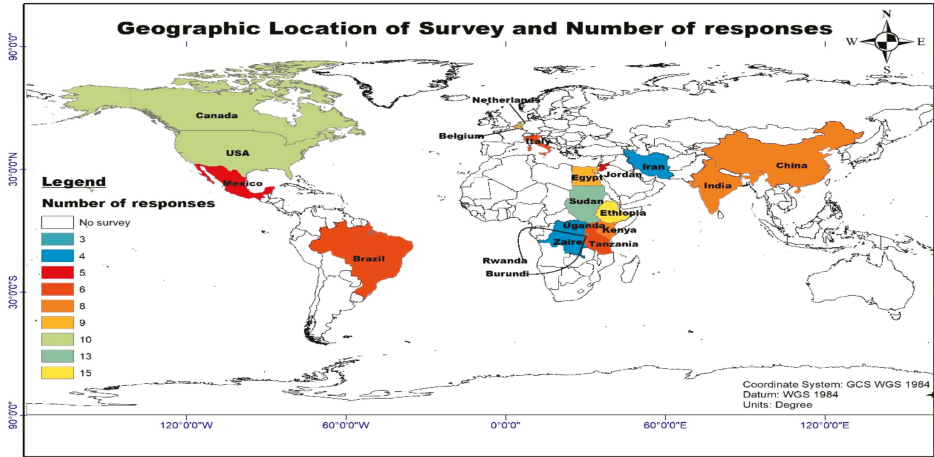 Geographic Location of Survey and Number of responses
N
W E
S
90°0'0"
30°0'0"N
30°0'0"S
90°0'0"
Canada
USA
Mexico
Brazil
Netherlands
Belgium
Italy
Jordan
Iran
China
India
Egypt
Sudan
Ethiopia
Uganda
Kenya
Zaire
Tanzania
Rwanda
Burundi
Legend
Number of responses
No survey
3
4
5
6
8
9
10
13
15
Coordinate System: GCS WGS 1984
Datum: WGS 1984
Units: Degree
120°0'0"W
60°0'0"W
0°0'0"
60°0'0"E
120°0'0"E